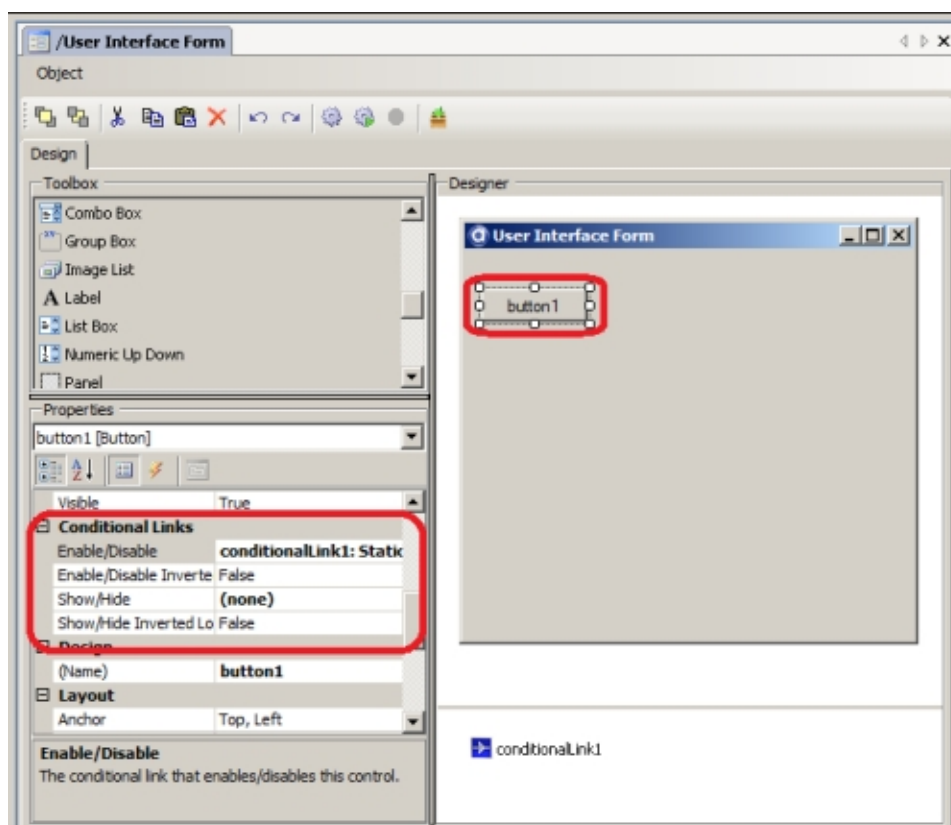 /User Interface Form
Object
Design
Toolbox
Combo Box
Group Box
Image List
Label
List Box
Numeric Up Down
Panel
Properties
button1 [Button]
Visible True
Conditional Links
Enable/Disable conditionalLink1: Static
Enable/Disable Inverte False
Show/Hide (none)
Show/Hide Inverted Lo False
Design
(Name) button1
Layout
Anchor Top, Left
Enable/Disable
The conditional link that enables/disables this control.
Designer
User Interface Form
button1
conditionalLink1